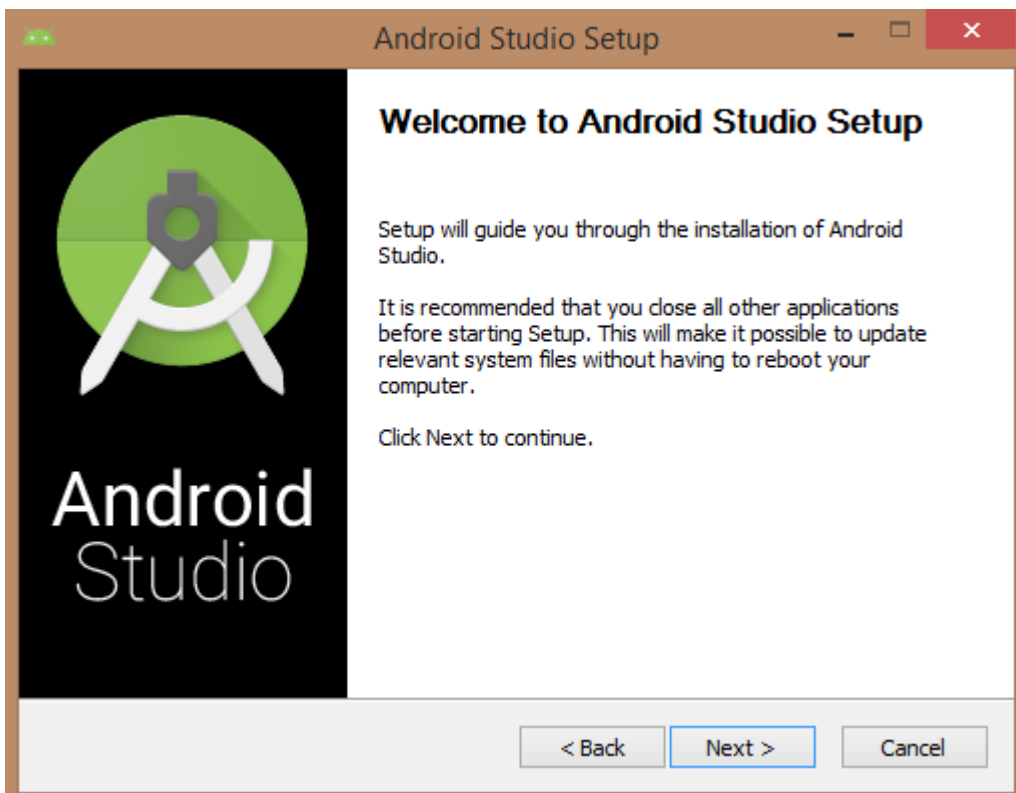 Android Studio Setup
Welcome to Android Studio Setup
Setup will guide you through the installation of Android
Studio.
It is recommended that you close all other applications
before starting Setup. This will make it possible to update
relevant system files without having to reboot your
computer.
Click Next to continue.
Android
Studio
< Back Next > Cancel